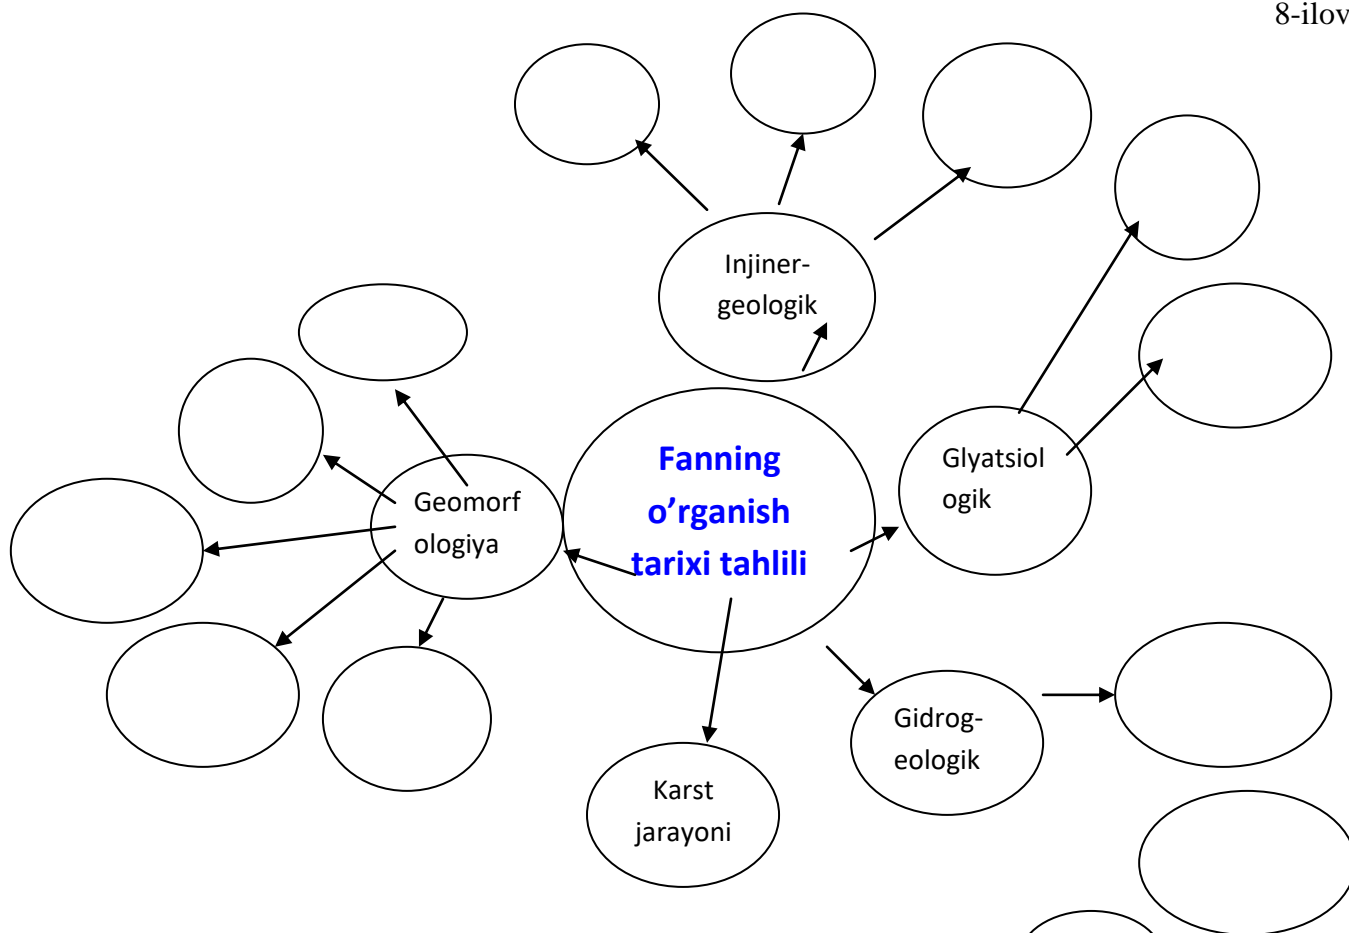 8-ilov
Injiner-
geologik
Glyatsiol
ogik
Fanning
o’rganish
tarixi tahlili
Geomorf
ologiya
Gidrog-
eologik
Karst
jarayoni